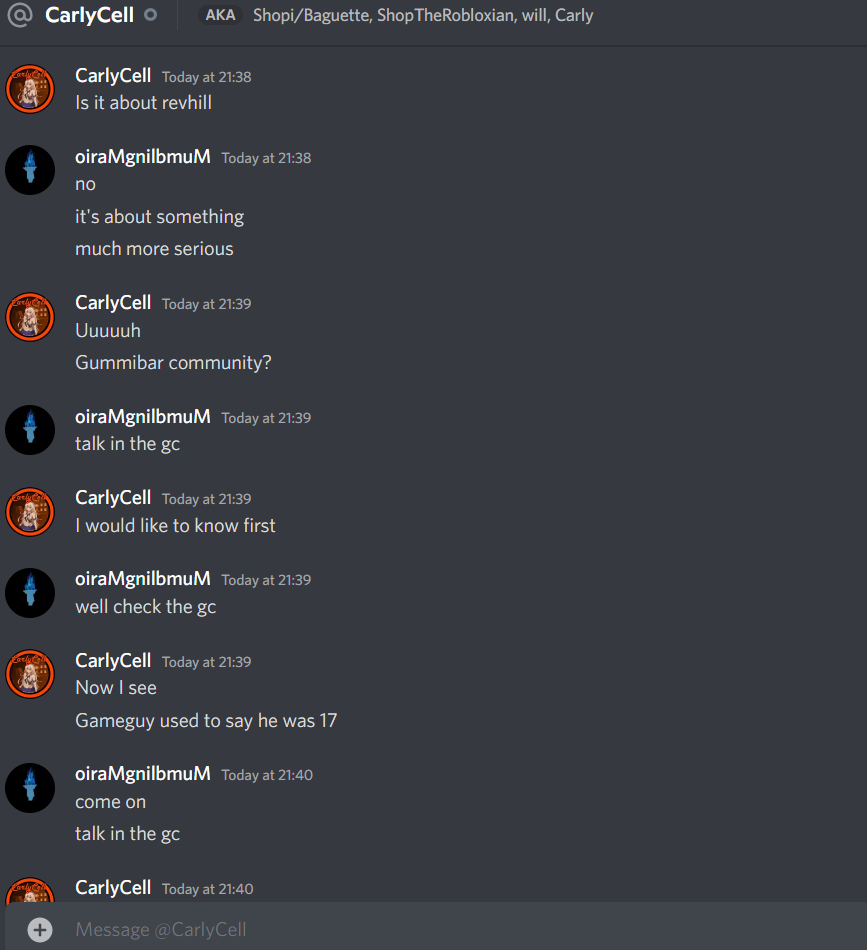 CarlyCell AKA Shopi/Baguette, ShopTheRobloxian, will, Carly
CarlyCell Today at 21:38
Is it about revhill
oiraMgnilbmuM Today at 21:38
no
it's about something
much more serious
CarlyCell Today at 21:39
Uuuuuh
Gummibar community?
oiraMgnilbmuM Today at 21:39
talk in the gc
CarlyCell Today at 21:39
I would like to know first
oiraMgnilbmuM Today at 21:39
well check the gc
CarlyCell Today at 21:39
Now I see
Gameguy used to say he was 17
oiraMgnilbmuM Today at 21:40
come on
talk in the gc
CarlyCell Today at 21:40
Message @CarlyCell